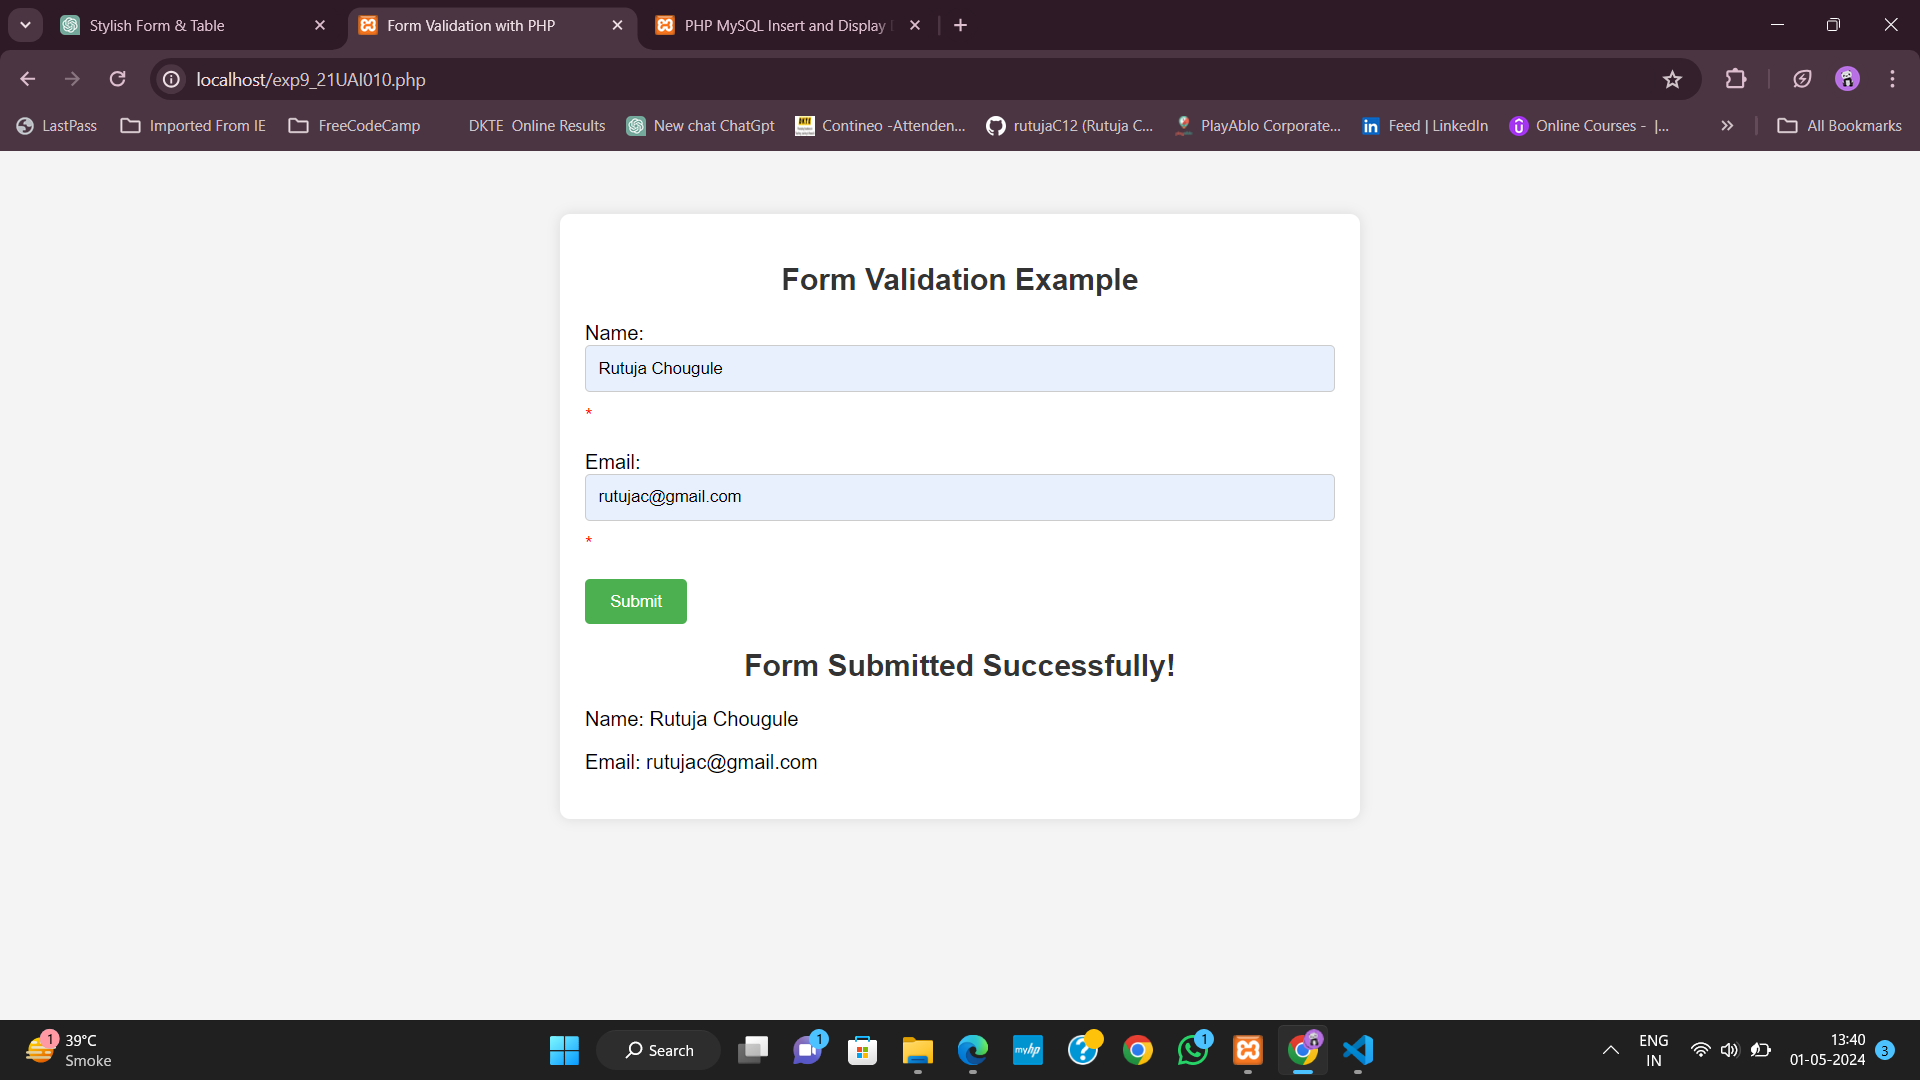 Stylish Form & Table
Form Validation with PHP
PHP MySQL Insert and Display
localhost/exp9_21UAI010.php
LastPass
Imported From IE
FreeCodeCamp
DKTE Online Results
New chat ChatGpt
Contineo -Attenden...
rutujaC12 (Rutuja C...
PlayAblo Corporate...
Feed | LinkedIn
Online Courses - |...
All Bookmarks
Form Validation Example
Name:
Rutuja Chougule
*
Email:
rutujac@gmail.com
*
Submit
Form Submitted Successfully!
Name: Rutuja Chougule
Email: rutujac@gmail.com
1
39°C
Smoke
Search
1
myhp
1
ENG
IN
13:40
01-05-2024
3